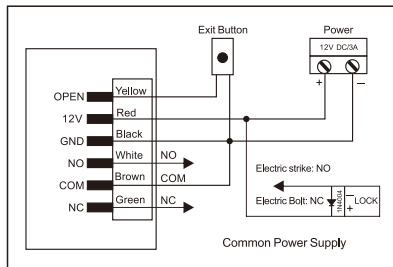 Exit Button
Power
12V DC/3A
+ −
OPEN Yellow
12V Red
GND Black
NO White NO
COM Brown COM
NC Green NC
Electric strike: NO
Electric Bolt: NC
1N4004
− +
LOCK
Common Power Supply